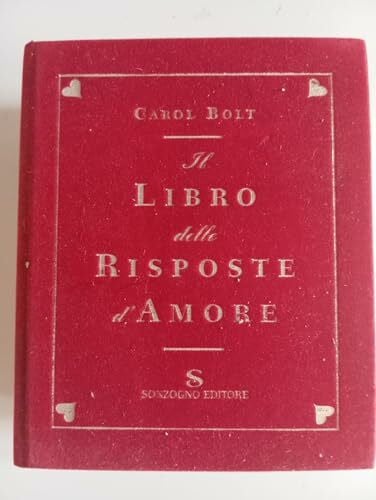 CAROL BOLT
Il
LIBRO
delle
RISPOSTE
d'AMORE
S
SONZOGNO EDITORE